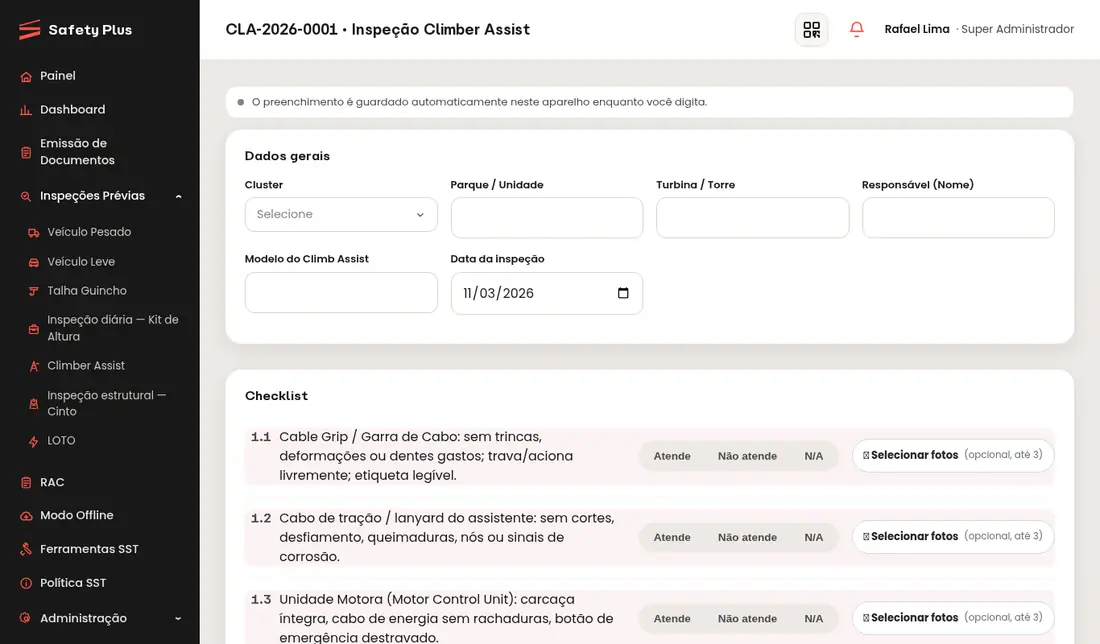 Safety Plus
Painel
Dashboard
Emissão de
Documentos
Inspeções Prévias
Veículo Pesado
Veículo Leve
Talha Guincho
Inspeção diária — Kit de
Altura
Climber Assist
Inspeção estrutural —
Cinto
LOTO
RAC
Modo Offline
Ferramentas SST
Política SST
Administração
CLA-2026-0001 • Inspeção Climber Assist
Rafael Lima · Super Administrador
O preenchimento é guardado automaticamente neste aparelho enquanto você digita.
Dados gerais
Cluster
Parque / Unidade
Turbina / Torre
Responsável (Nome)
Selecione
Modelo do Climb Assist
Data da inspeção
11/03/2026
Checklist
1.1 Cable Grip / Garra de Cabo: sem trincas,
deformações ou dentes gastos; trava/aciona
livremente; etiqueta legível.
Atende Não atende N/A
Selecionar fotos (opcional, até 3)
1.2 Cabo de tração / lanyard do assistente: sem cortes,
desfiamento, queimaduras, nós ou sinais de
corrosão.
Atende Não atende N/A
Selecionar fotos (opcional, até 3)
1.3 Unidade Motora (Motor Control Unit): carcaça
íntegra, cabo de energia sem rachaduras, botão de
emergência destravado.
Atende Não atende N/A
Selecionar fotos (opcional, até 3)